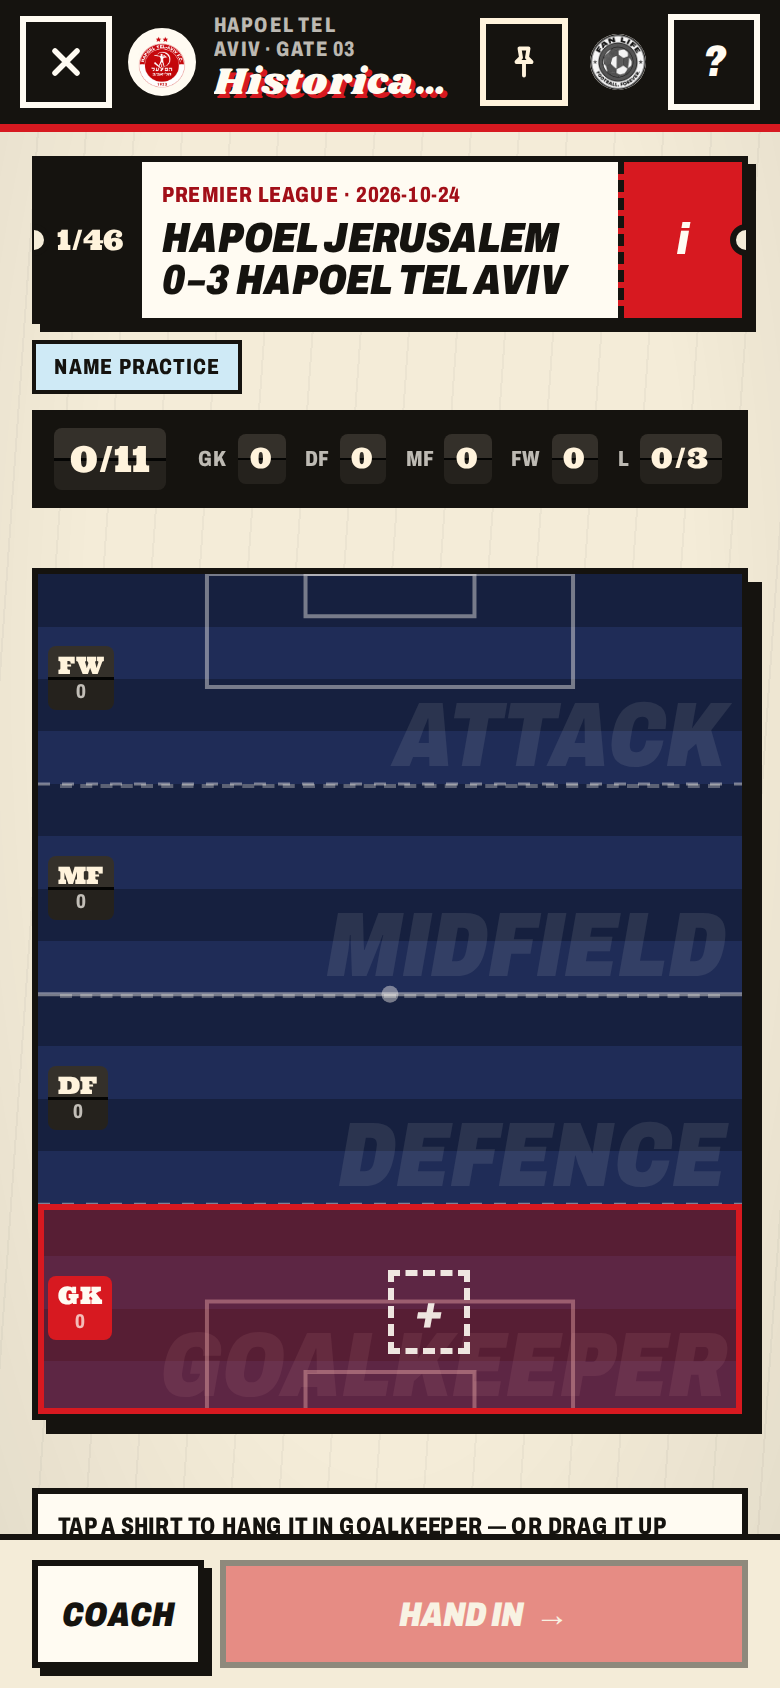 HAPOEL TEL
AVIV · GATE 03
Historica...
?
FAN LIFE
1/46
PREMIER LEAGUE · 2026-10-24
HAPOEL JERUSALEM
0–3 HAPOEL TEL AVIV
i
NAME PRACTICE
0/11 GK 0 DF 0 MF 0 FW 0 L 0/3
FW
0
ATTACK
MF
0
MIDFIELD
DF
0
DEFENCE
GK
0
+
GOALKEEPER
TAP A SHIRT TO HANG IT IN GOALKEEPER — OR DRAG IT UP
COACH
HAND IN →